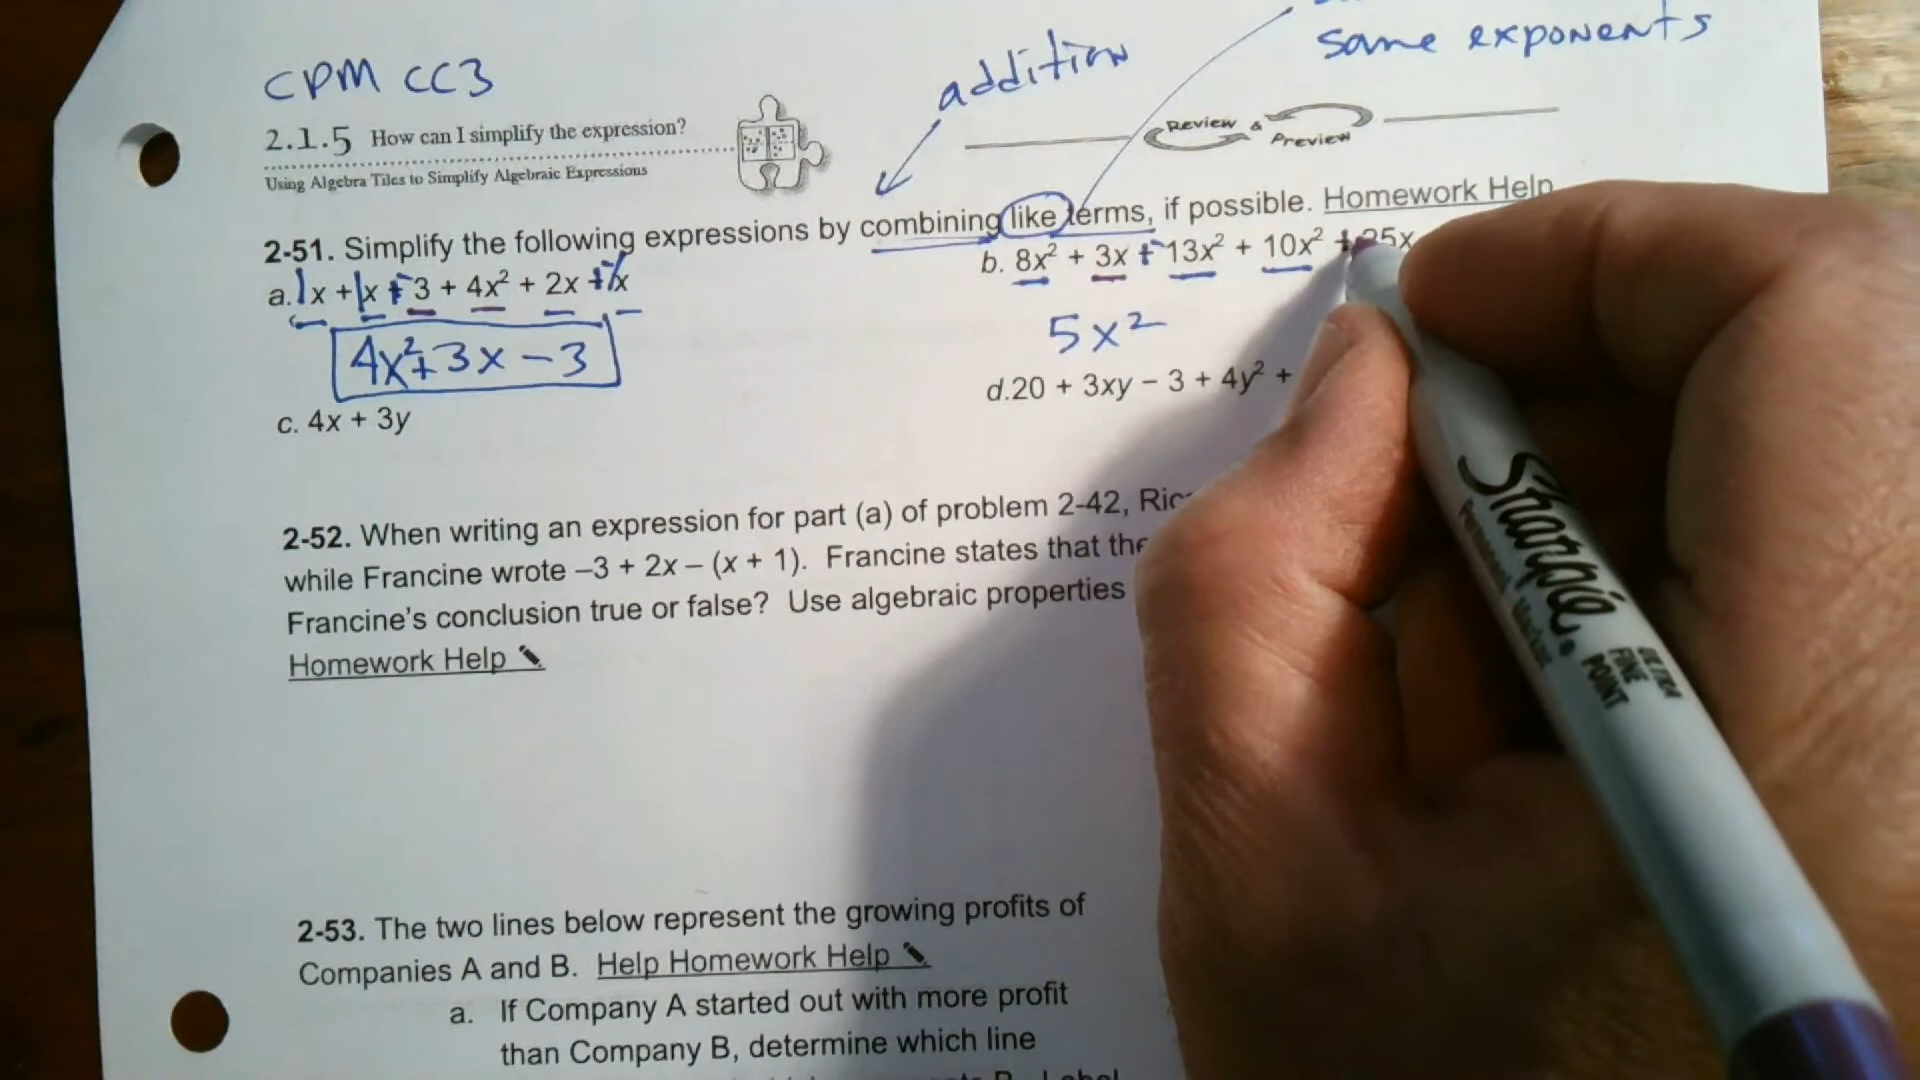 same exponents
CPM CC3
addition
2.1.5 How can I simplify the expression?
Review & Preview
Using Algebra Tiles to Simplify Algebraic Expressions
2-51. Simplify the following expressions by combining like terms, if possible. Homework Help
a. 1x + 1x + -3 + 4x² + 2x + -1x
b. 8x² + 3x + -13x² + 10x² + 25x
4x² + 3x - 3
5x²
c. 4x + 3y
d. 20 + 3xy – 3 + 4y² +
2-52. When writing an expression for part (a) of problem 2-42,
while Francine wrote –3 + 2x – (x + 1). Francine states that
Francine's conclusion true or false? Use algebraic properties
Homework Help ✎
2-53. The two lines below represent the growing profits of
Companies A and B. Help Homework Help ✎
a. If Company A started out with more profit
than Company B, determine which line
Sharpie.
Permanent Marker
ULTRA FINE POINT